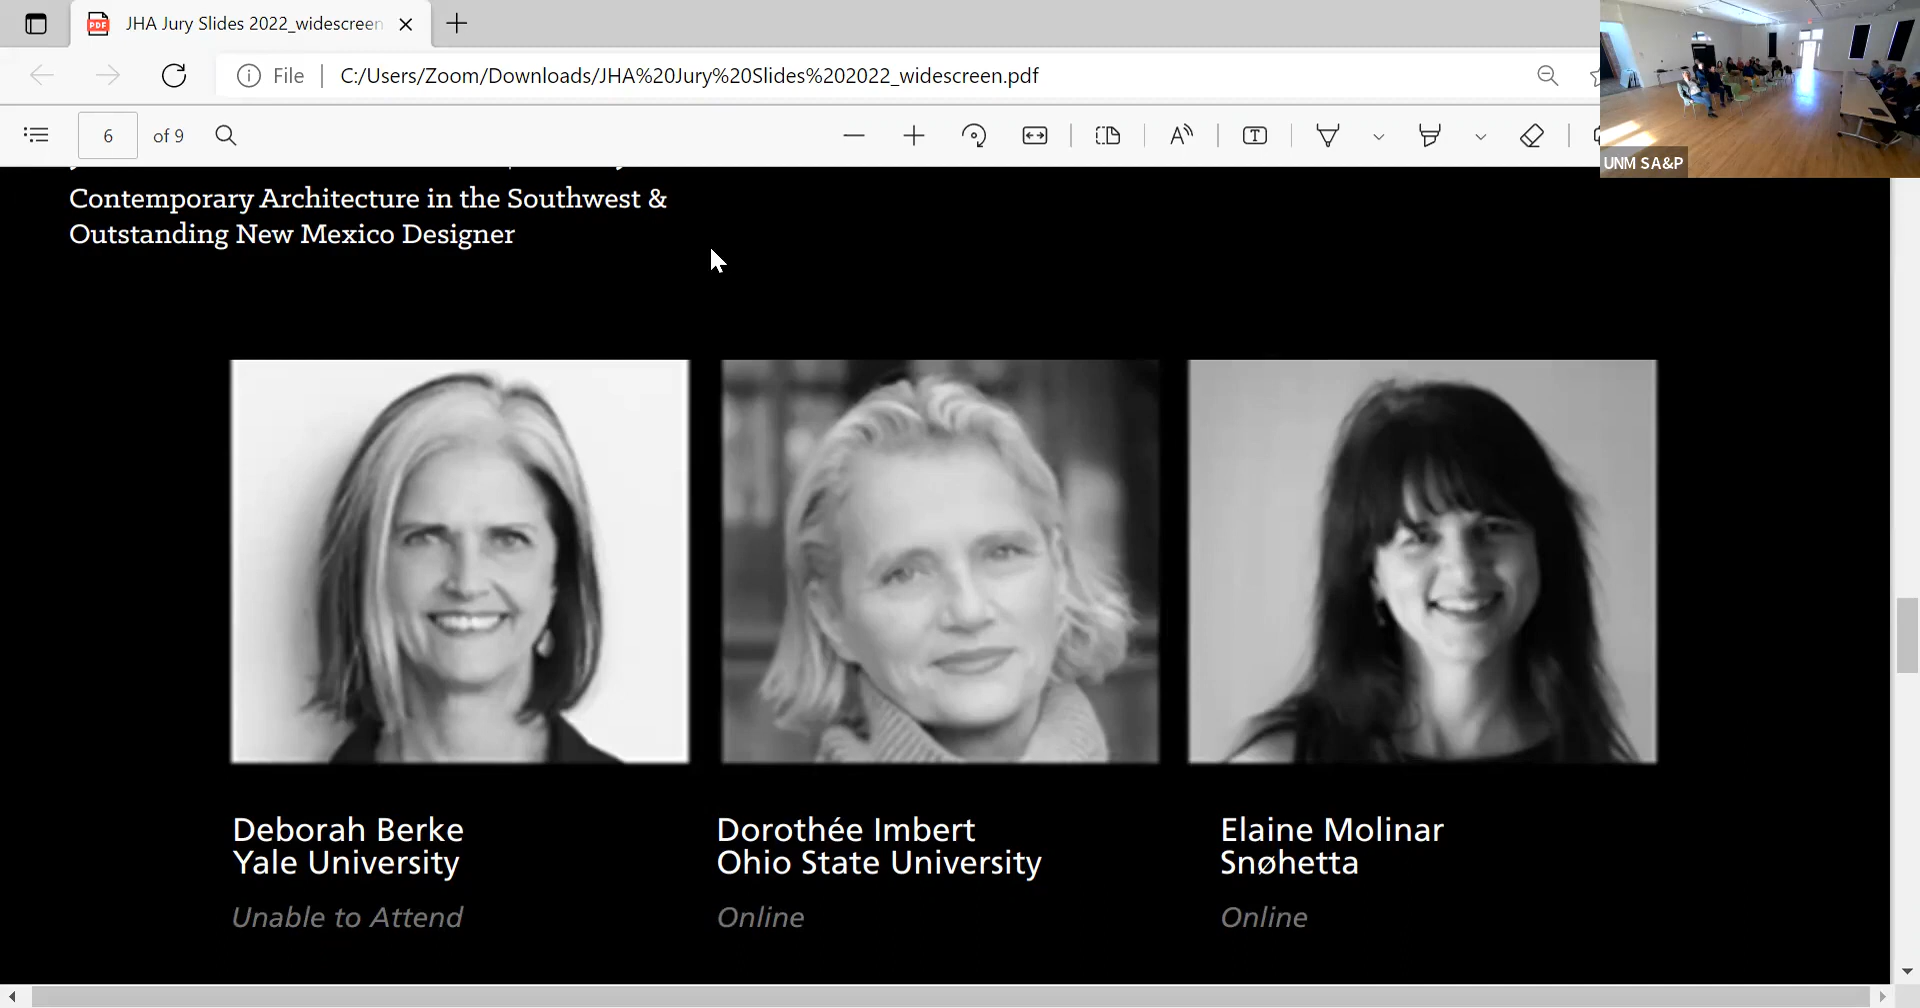 JHA Jury Slides 2022_widescreen
File
C:/Users/Zoom/Downloads/JHA%20Jury%20Slides%202022_widescreen.pdf
6 of 9
UNM SA&P
Contemporary Architecture in the Southwest &
Outstanding New Mexico Designer
Deborah Berke
Yale University
Unable to Attend
Dorothée Imbert
Ohio State University
Online
Elaine Molinar
Snøhetta
Online